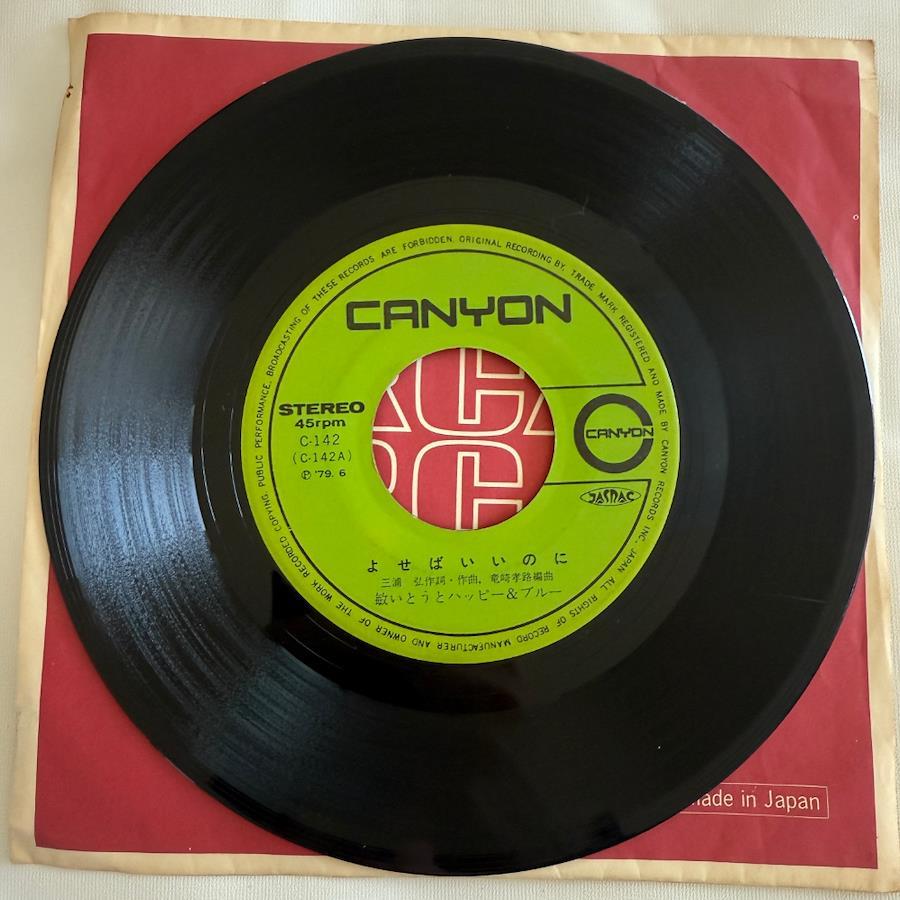 CANYON
STEREO
45rpm
C-142
(C-142A)
Ⓟ '79. 6
CANYON
JASRAC
よせばいいのに
三浦 弘作詞・作曲, 竜崎孝路編曲
敏いとうとハッピー&ブルー
ORIGINAL RECORDING BY, TRADE MARK REGISTERED AND MADE BY CANYON RECORDS INC. JAPAN ALL RIGHTS OF RECORD MANUFACTURER AND OWNER OF THE WORK RECORDED COPYING, PUBLIC PERFORMANCE, BROADCASTING OF THESE RECORDS ARE FORBIDDEN.
made in Japan